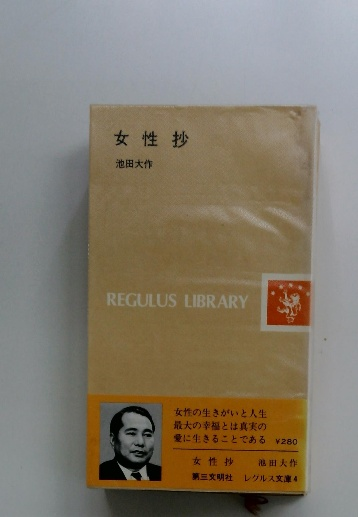 女性抄
池田大作
REGULUS LIBRARY
女性の生きがいと人生
最大の幸福とは真実の
愛に生きることである ¥280
女性抄 池田大作
第三文明社 レグルス文庫4